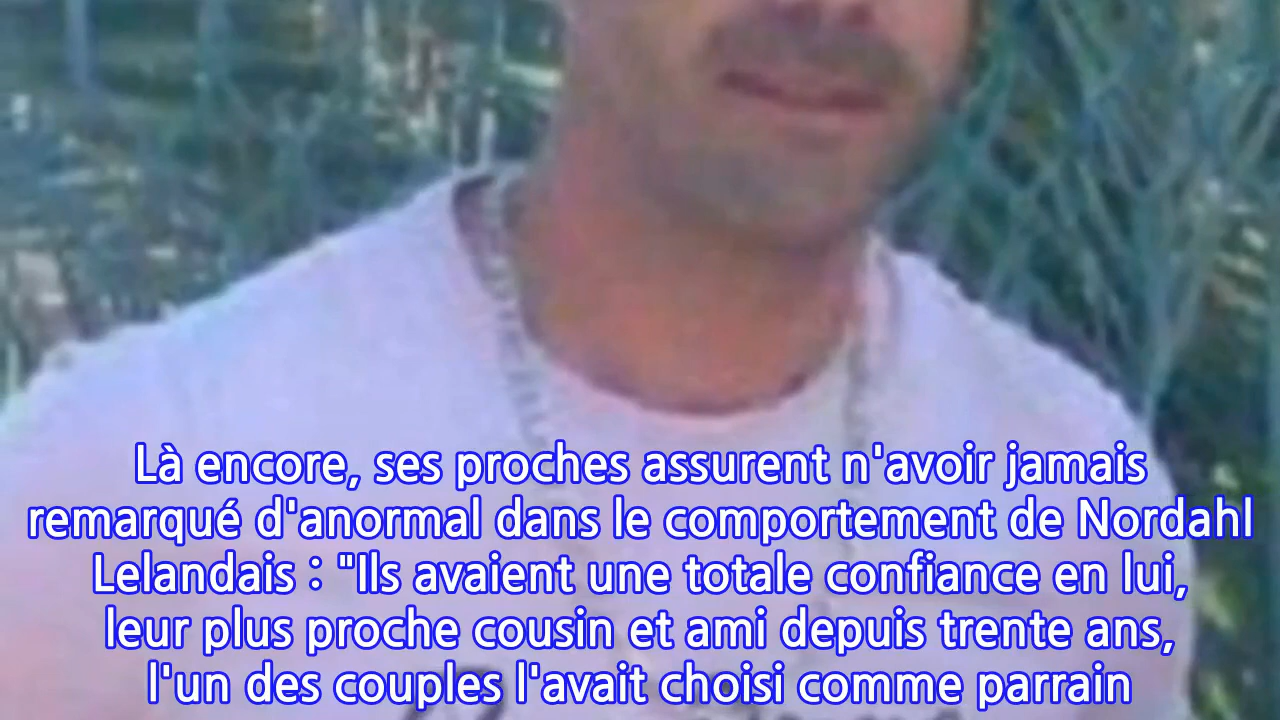 Là encore, ses proches assurent n'avoir jamais
remarqué d'anormal dans le comportement de Nordahl
Lelandais : "Ils avaient une totale confiance en lui,
leur plus proche cousin et ami depuis trente ans,
l'un des couples l'avait choisi comme parrain